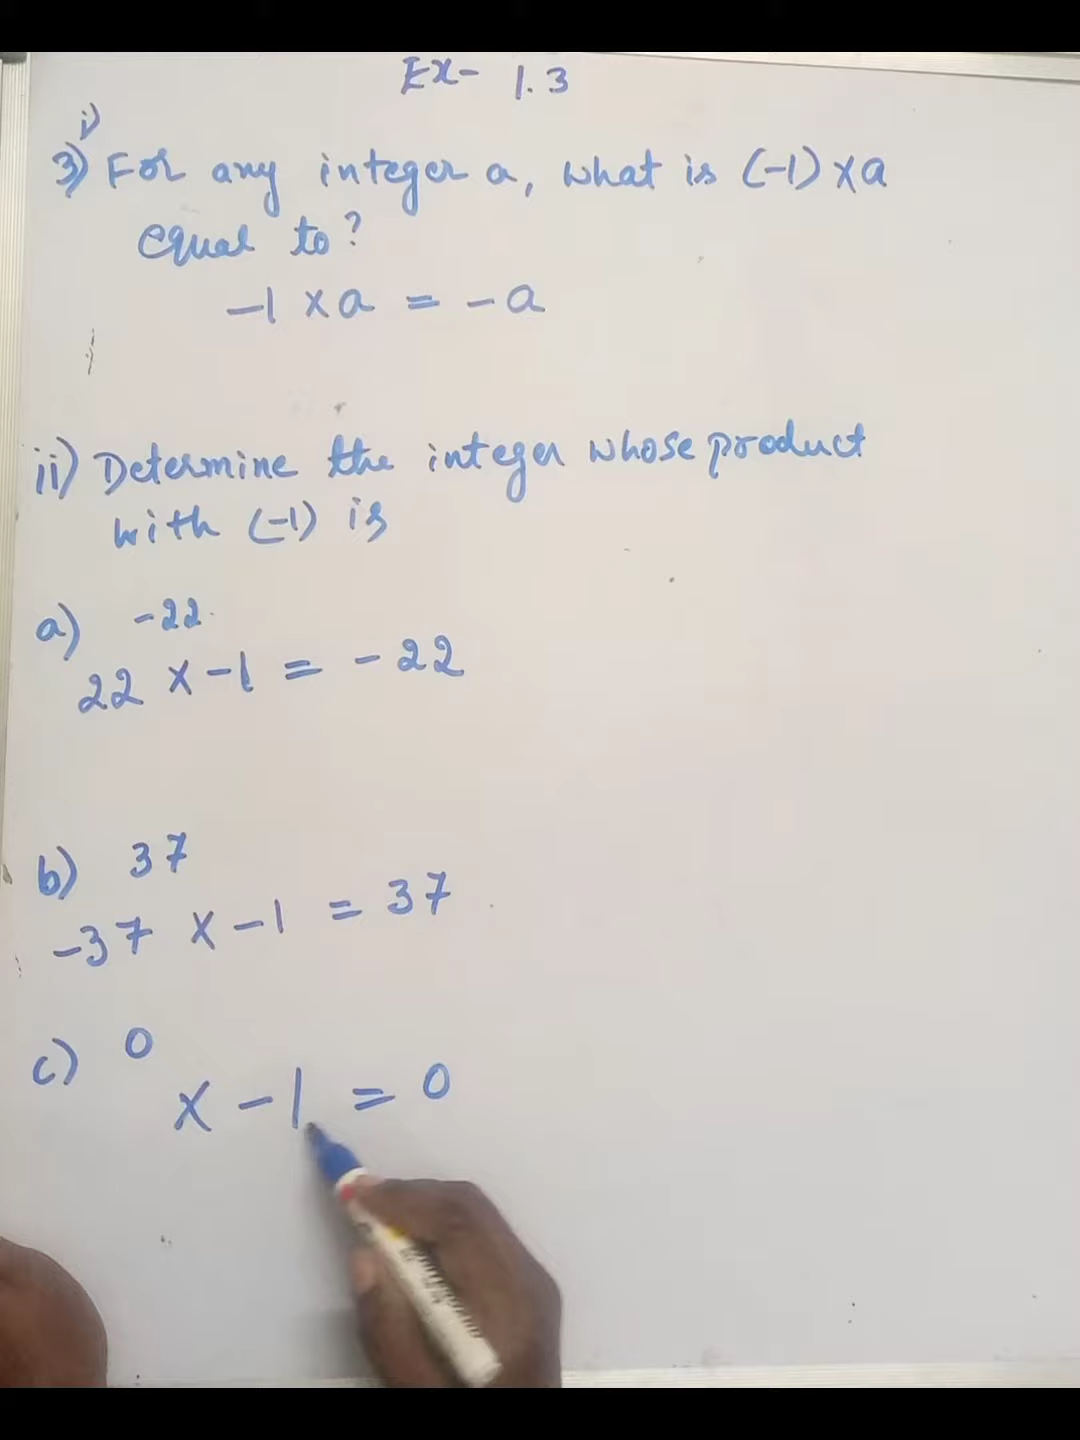 Ex- 1.3
i)
3) For any integer a, what is (-1) x a
equal to?
-1 x a = -a
ii) Determine the integer whose product
with (-1) is
a) -22
22 x -1 = -22
b) 37
-37 x -1 = 37
c) 0
x -1 = 0